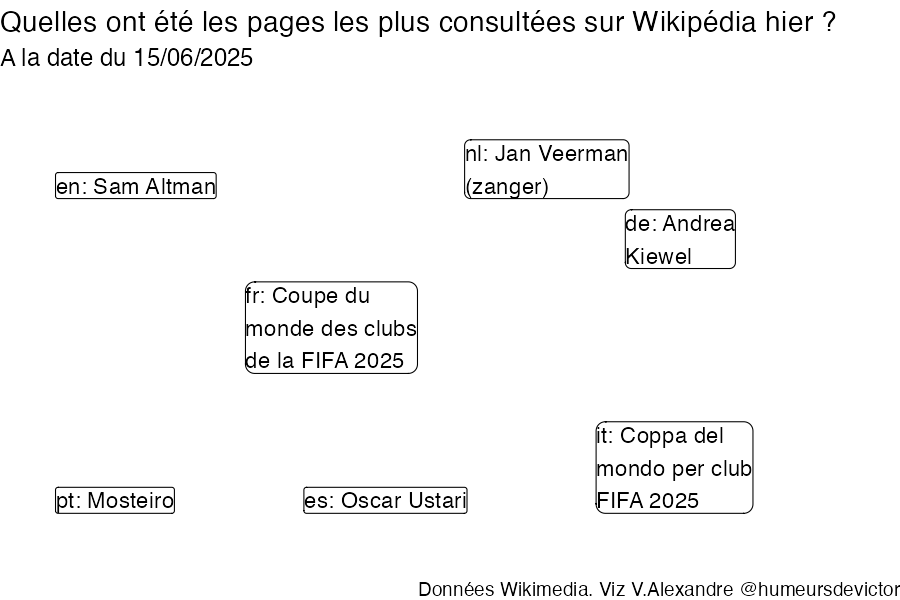 Quelles ont été les pages les plus consultées sur Wikipédia hier ?
A la date du 15/06/2025
nl: Jan Veerman
(zanger)
en: Sam Altman
de: Andrea
Kiewel
fr: Coupe du
monde des clubs
de la FIFA 2025
it: Coppa del
mondo per club
FIFA 2025
pt: Mosteiro
es: Oscar Ustari
Données Wikimedia. Viz V.Alexandre @humeursdevictor